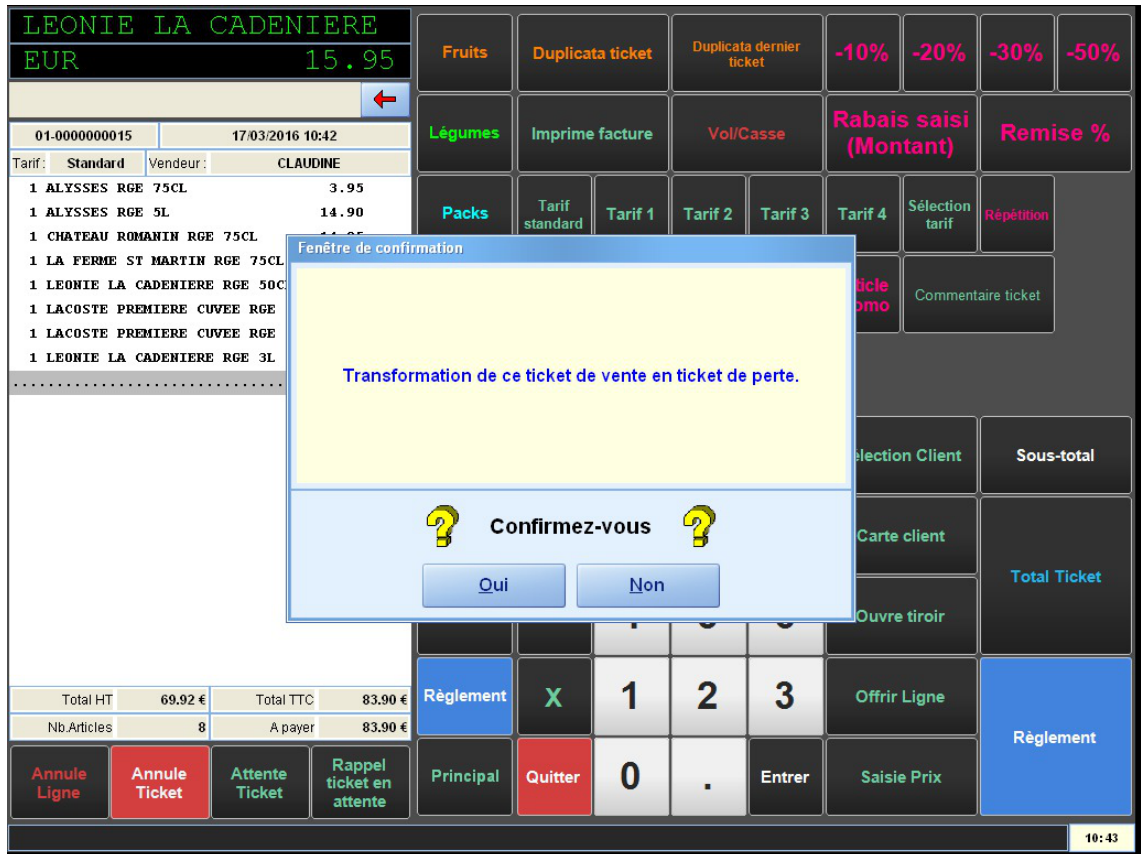 LEONIE LA CADENIERE
EUR 15.95
01-0000000015 17/03/2016 10:42
Tarif: Standard Vendeur: CLAUDINE
1 ALYSSES RGE 75CL 3.95
1 ALYSSES RGE 5L 14.90
1 CHATEAU ROMANIN RGE 75CL
1 LA FERME ST MARTIN RGE 75CL
1 LEONIE LA CADENIERE RGE 50C
1 LACOSTE PREMIERE CUVEE RGE
1 LACOSTE PREMIERE CUVEE RGE
1 LEONIE LA CADENIERE RGE 3L
Total HT 69.92 € Total TTC 83.90 €
Nb.Articles 8 A payer 83.90 €
Annule Ligne
Annule Ticket
Attente Ticket
Rappel ticket en attente
Fruits
Duplicata ticket
Duplicata dernier ticket
-10% -20% -30% -50%
Légumes
Imprime facture
Vol/Casse
Rabais saisi (Montant)
Remise %
Packs
Tarif standard
Tarif 1
Tarif 2
Tarif 3
Tarif 4
Sélection tarif
Répétition
Commentaire ticket
Fenêtre de confirmation
Transformation de ce ticket de vente en ticket de perte.
Confirmez-vous
Oui
Non
Client
Sous-total
Carte client
Total Ticket
Ouvre tiroir
Règlement
X
1 2 3
Offrir Ligne
Règlement
Principal
Quitter
0 .
Entrer
Saisie Prix
10:43